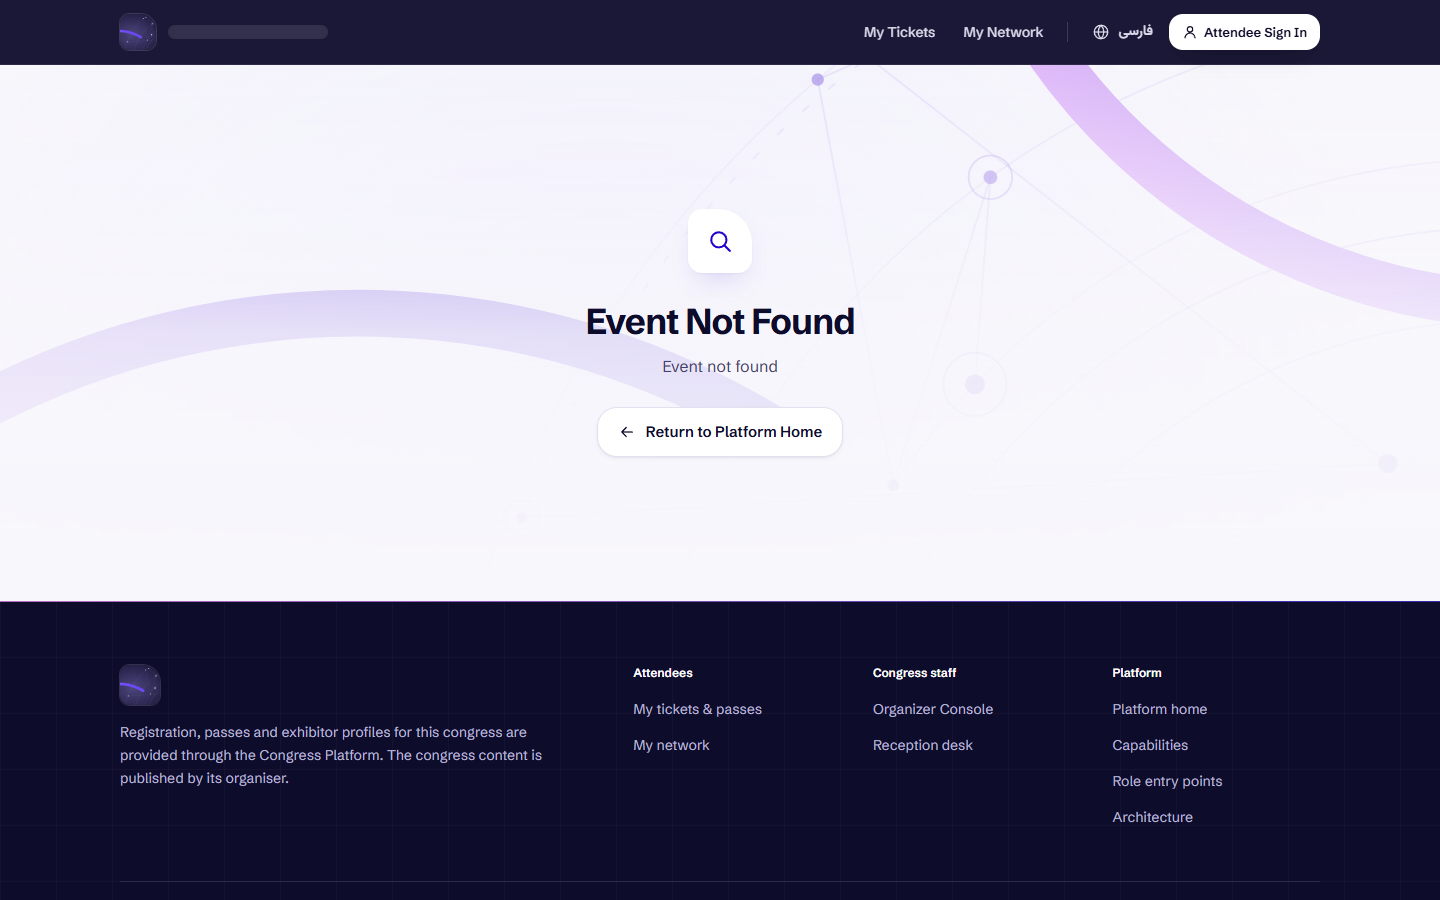 My Tickets
My Network
فارسی
Attendee Sign In
Event Not Found
Event not found
Return to Platform Home
Registration, passes and exhibitor profiles for this congress are
provided through the Congress Platform. The congress content is
published by its organiser.
Attendees
My tickets & passes
My network
Congress staff
Organizer Console
Reception desk
Platform
Platform home
Capabilities
Role entry points
Architecture